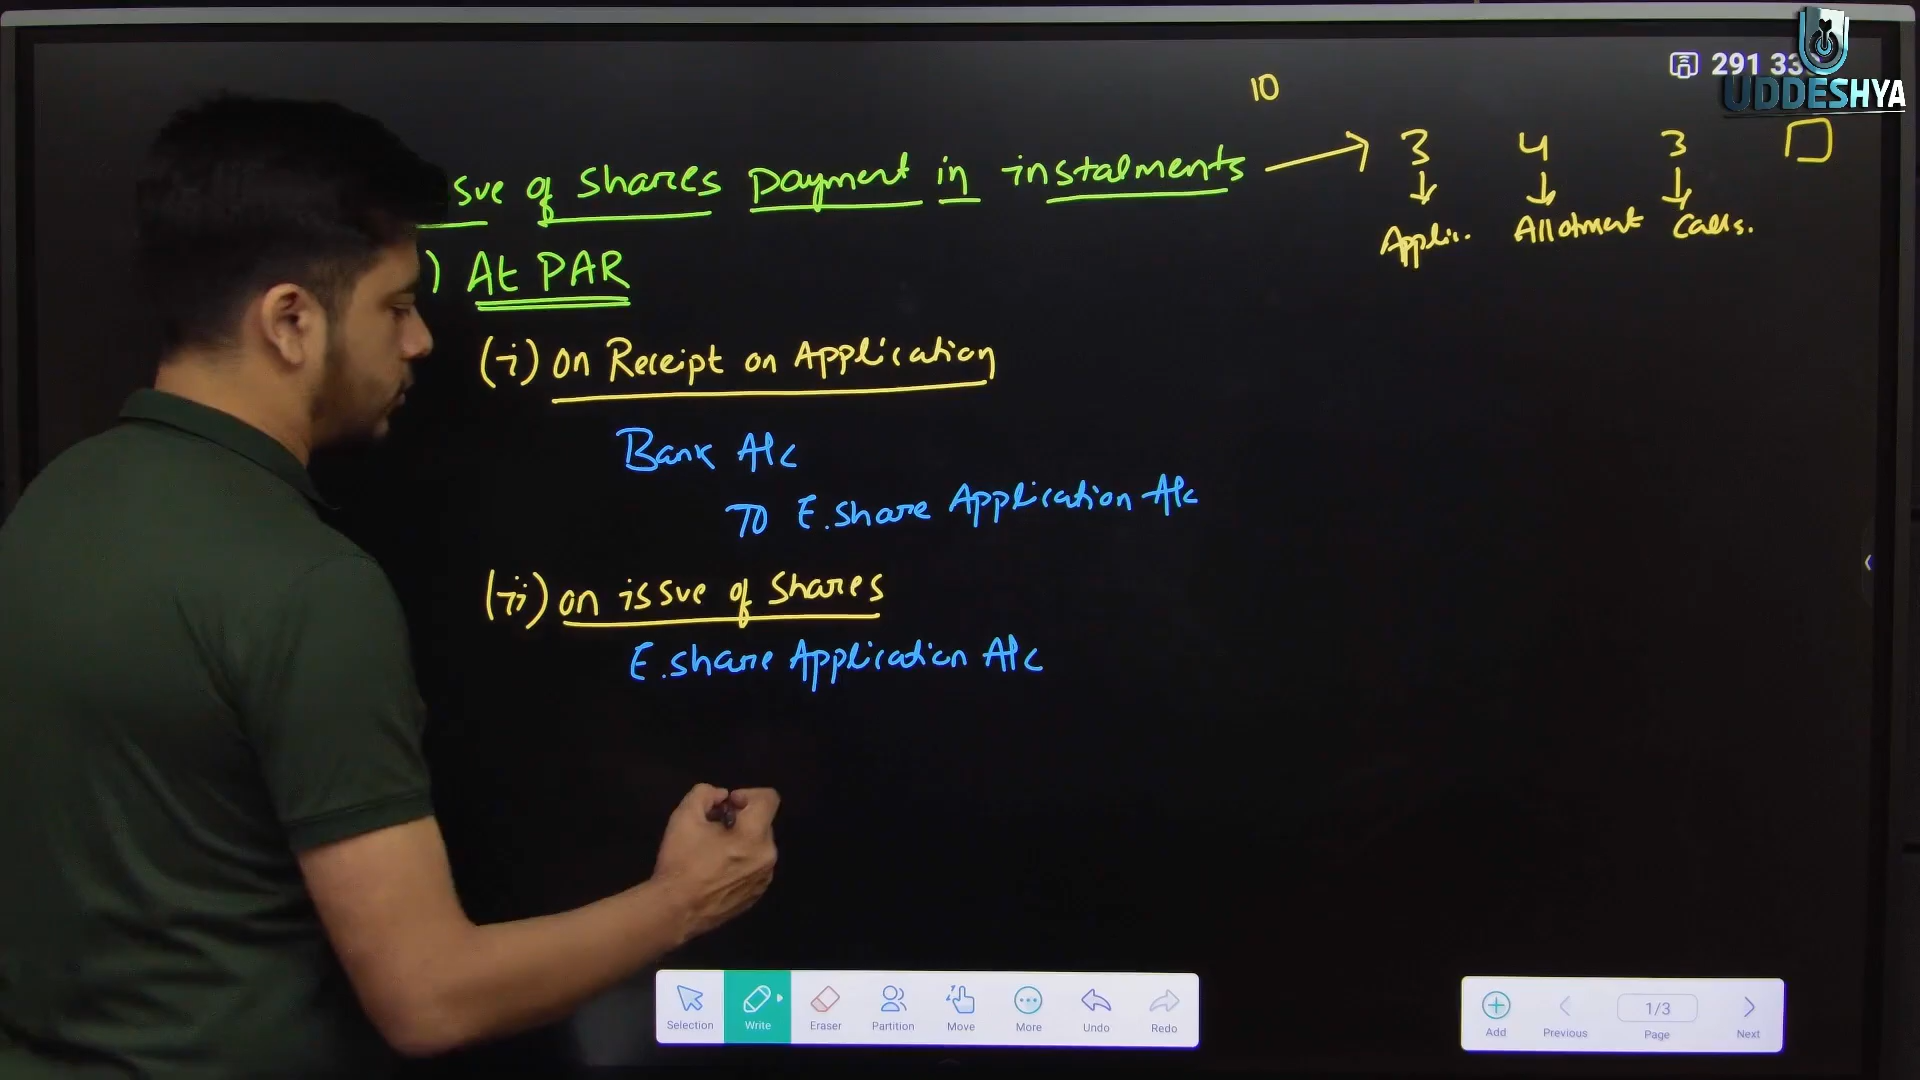 10
291 33
UDDESHYA
sue of shares payment in instalments → 3 4 3
Applic. Allotment Calls.
) At PAR
(i) on Receipt on Application
Bank A/c
To E.share Application A/c
(ii) on issue of shares
E.share Application A/c
Selection Write Eraser Partition Move More Undo Redo
Add Previous 1/3 Page Next